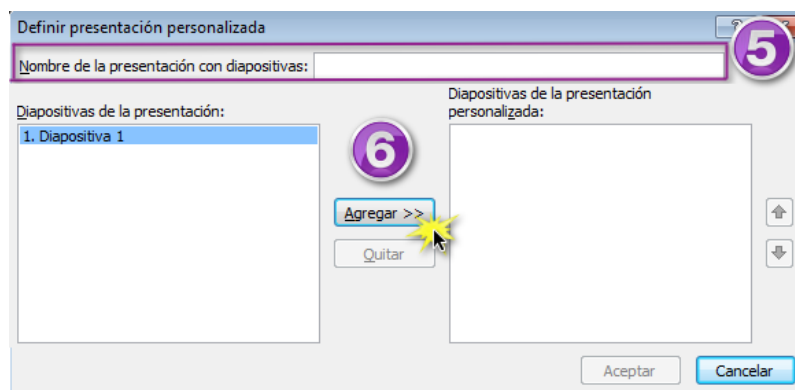 Definir presentación personalizada
?
5
Nombre de la presentación con diapositivas:
Diapositivas de la presentación:
Diapositivas de la presentación
personalizada:
1. Diapositiva 1
6
Agregar >>
Quitar
Aceptar
Cancelar